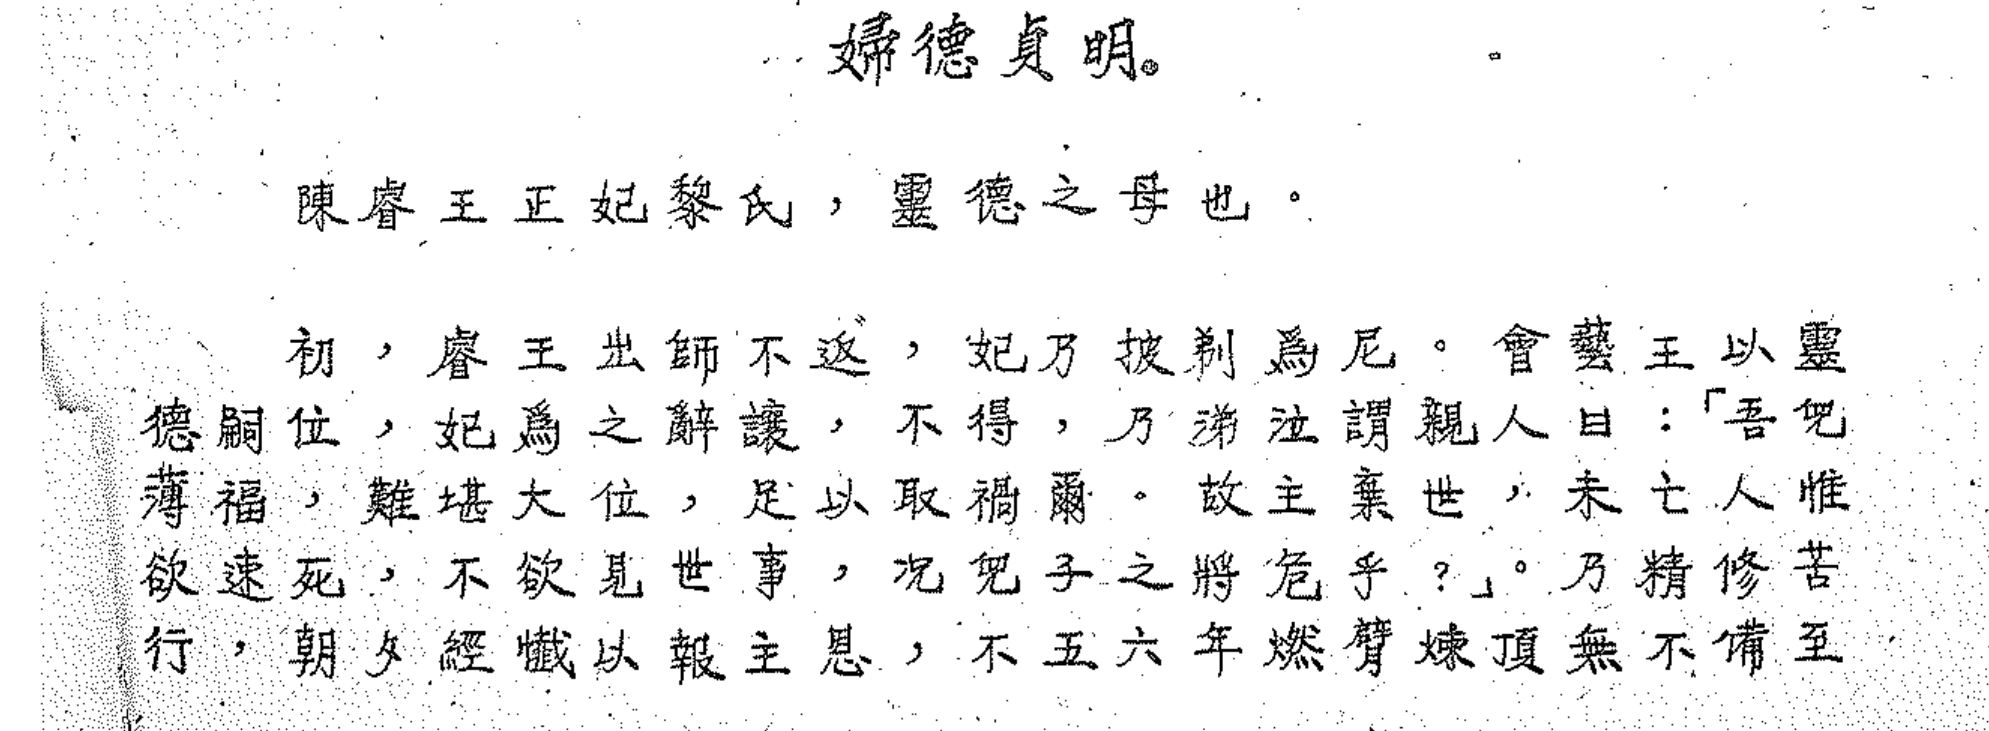 婦德貞明。
陳睿王正妃黎氏，靈德之母也。
初，睿王出師不返，妃乃披剃爲尼。會藝王以靈
德嗣位，妃爲之辭讓，不得，乃涕泣謂親人曰：「吾兒
薄福，難堪大位，足以取禍爾。故主棄世，未亡人惟
欲速死，不欲見世事，况兒子之將危乎？」。乃精修苦
行，朝夕經懺以報主恩，不五六年燃臂煉頂無不備至